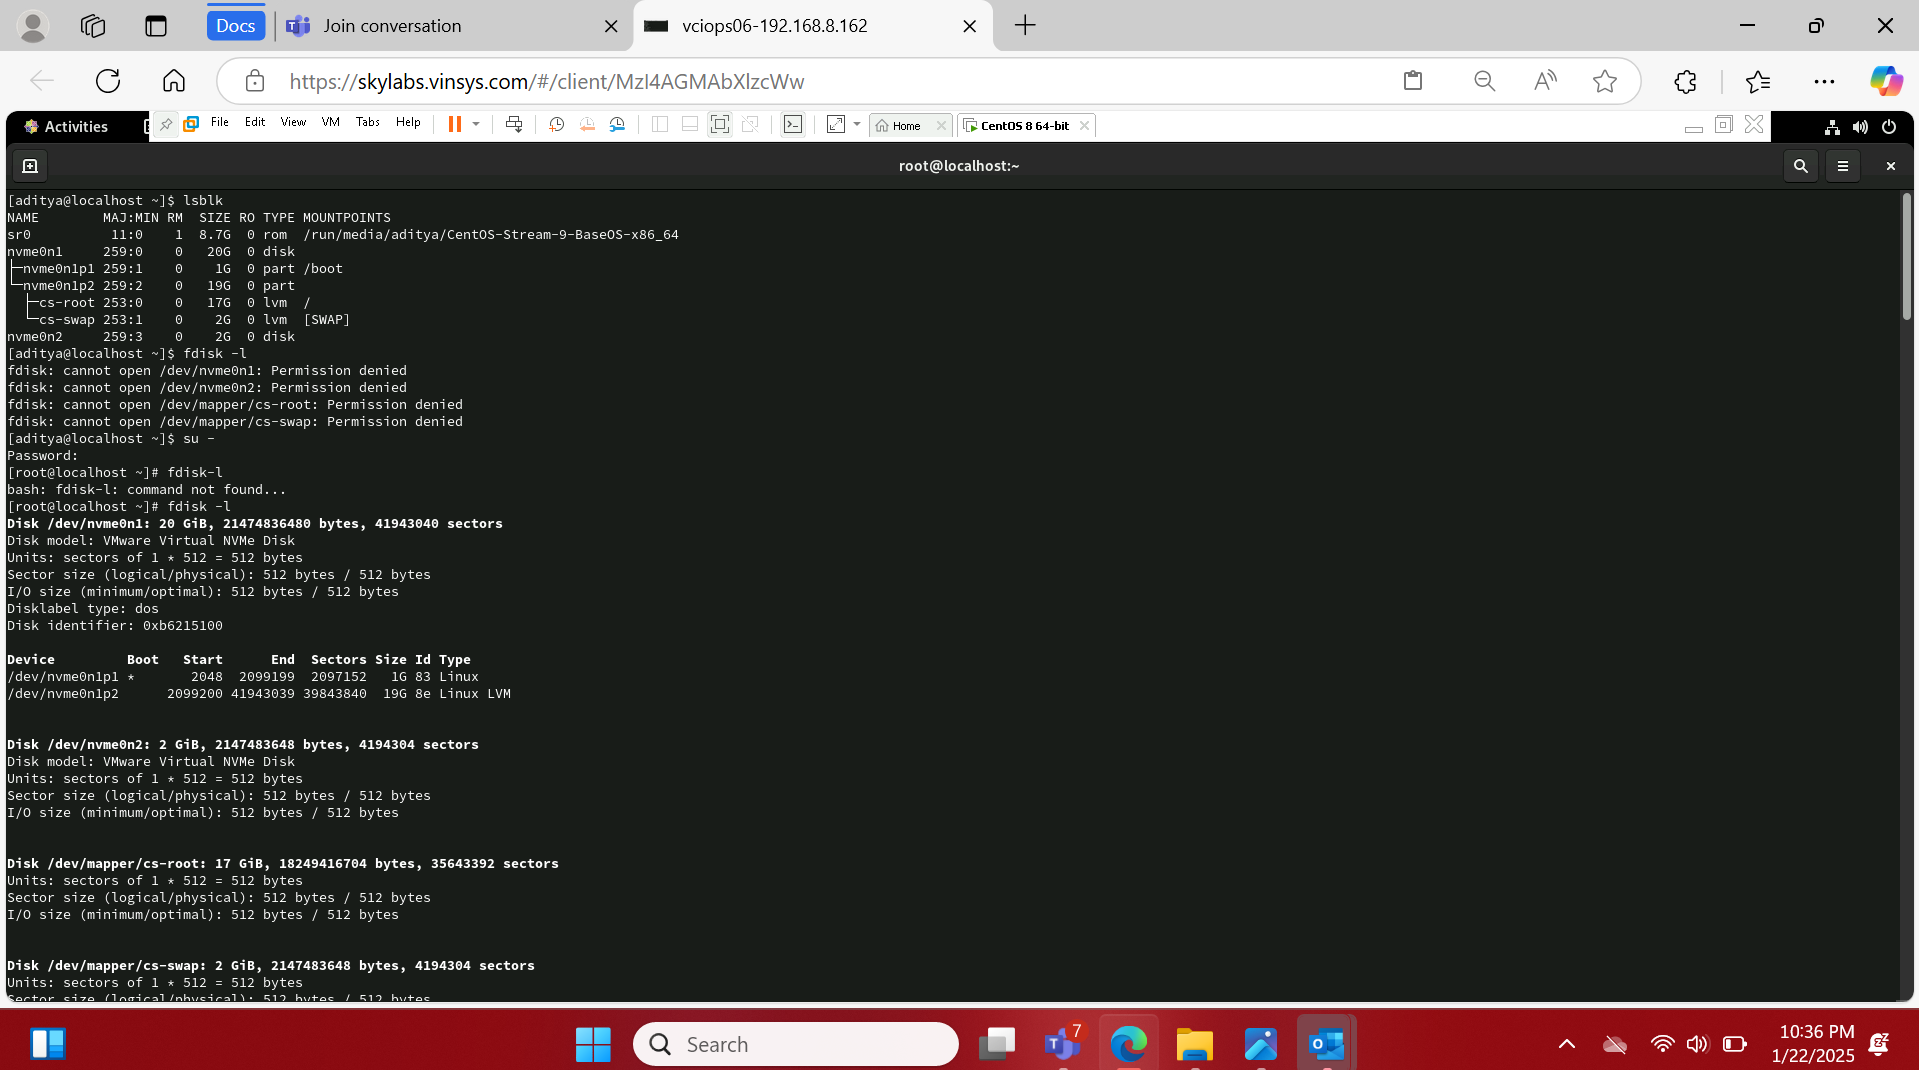 Docs Join conversation vciops06-192.168.8.162
https://skylabs.vinsys.com/#/client/MzI4AGMAbXlzcWw
Activities File Edit View VM Tabs Help Home CentOS 8 64-bit
root@localhost:~
[aditya@localhost ~]$ lsblk
NAME        MAJ:MIN RM  SIZE RO TYPE MOUNTPOINTS
sr0          11:0    1  8.7G  0 rom  /run/media/aditya/CentOS-Stream-9-BaseOS-x86_64
nvme0n1     259:0    0   20G  0 disk
├─nvme0n1p1 259:1    0    1G  0 part /boot
└─nvme0n1p2 259:2    0   19G  0 part
  ├─cs-root 253:0    0   17G  0 lvm  /
  └─cs-swap 253:1    0    2G  0 lvm  [SWAP]
nvme0n2     259:3    0    2G  0 disk
[aditya@localhost ~]$ fdisk -l
fdisk: cannot open /dev/nvme0n1: Permission denied
fdisk: cannot open /dev/nvme0n2: Permission denied
fdisk: cannot open /dev/mapper/cs-root: Permission denied
fdisk: cannot open /dev/mapper/cs-swap: Permission denied
[aditya@localhost ~]$ su -
Password:
[root@localhost ~]# fdisk-l
bash: fdisk-l: command not found...
[root@localhost ~]# fdisk -l
Disk /dev/nvme0n1: 20 GiB, 21474836480 bytes, 41943040 sectors
Disk model: VMware Virtual NVMe Disk
Units: sectors of 1 * 512 = 512 bytes
Sector size (logical/physical): 512 bytes / 512 bytes
I/O size (minimum/optimal): 512 bytes / 512 bytes
Disklabel type: dos
Disk identifier: 0xb6215100
Device         Boot   Start      End  Sectors Size Id Type
/dev/nvme0n1p1 *       2048  2099199  2097152   1G 83 Linux
/dev/nvme0n1p2      2099200 41943039 39843840  19G 8e Linux LVM
Disk /dev/nvme0n2: 2 GiB, 2147483648 bytes, 4194304 sectors
Disk model: VMware Virtual NVMe Disk
Units: sectors of 1 * 512 = 512 bytes
Sector size (logical/physical): 512 bytes / 512 bytes
I/O size (minimum/optimal): 512 bytes / 512 bytes
Disk /dev/mapper/cs-root: 17 GiB, 18249416704 bytes, 35643392 sectors
Units: sectors of 1 * 512 = 512 bytes
Sector size (logical/physical): 512 bytes / 512 bytes
I/O size (minimum/optimal): 512 bytes / 512 bytes
Disk /dev/mapper/cs-swap: 2 GiB, 2147483648 bytes, 4194304 sectors
Units: sectors of 1 * 512 = 512 bytes
Sector size (logical/physical): 512 bytes / 512 bytes
Search 7 10:36 PM
1/22/2025